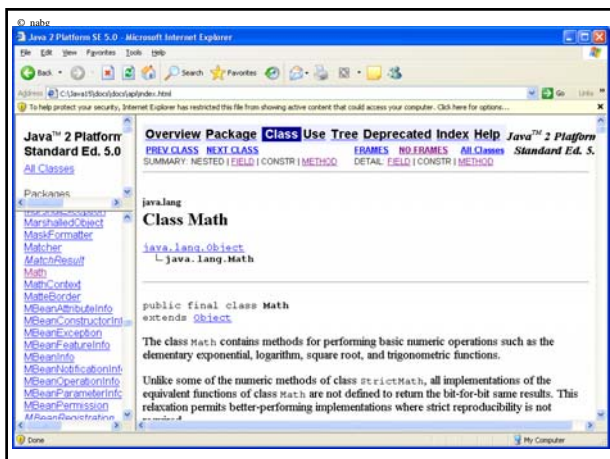 © nabg
Java 2 Platform SE 5.0 - Microsoft Internet Explorer
File Edit View Favorites Tools Help
Back Search Favorites
Address C:\Java15\docs\docs\api\index.html Go Links
To help protect your security, Internet Explorer has restricted this file from showing active content that could access your computer. Click here for options...
Java™ 2 Platform
Standard Ed. 5.0
All Classes
Packages
MarshalException
MarshalledObject
MaskFormatter
Matcher
MatchResult
Math
MathContext
MatteBorder
MBeanAttributeInfo
MBeanConstructorInf
MBeanException
MBeanFeatureInfo
MBeanInfo
MBeanNotificationInf
MBeanOperationInfo
MBeanParameterInfo
MBeanPermission
MBeanRegistration
Overview Package Class Use Tree Deprecated Index Help Java™ 2 Platform
Standard Ed. 5.
PREV CLASS NEXT CLASS FRAMES NO FRAMES All Classes
SUMMARY: NESTED | FIELD | CONSTR | METHOD DETAIL: FIELD | CONSTR | METHOD
java.lang
Class Math
java.lang.Object
java.lang.Math
public final class Math
extends Object
The class Math contains methods for performing basic numeric operations such as the
elementary exponential, logarithm, square root, and trigonometric functions.
Unlike some of the numeric methods of class StrictMath, all implementations of the
equivalent functions of class Math are not defined to return the bit-for-bit same results. This
relaxation permits better-performing implementations where strict reproducibility is not
required.
Done My Computer